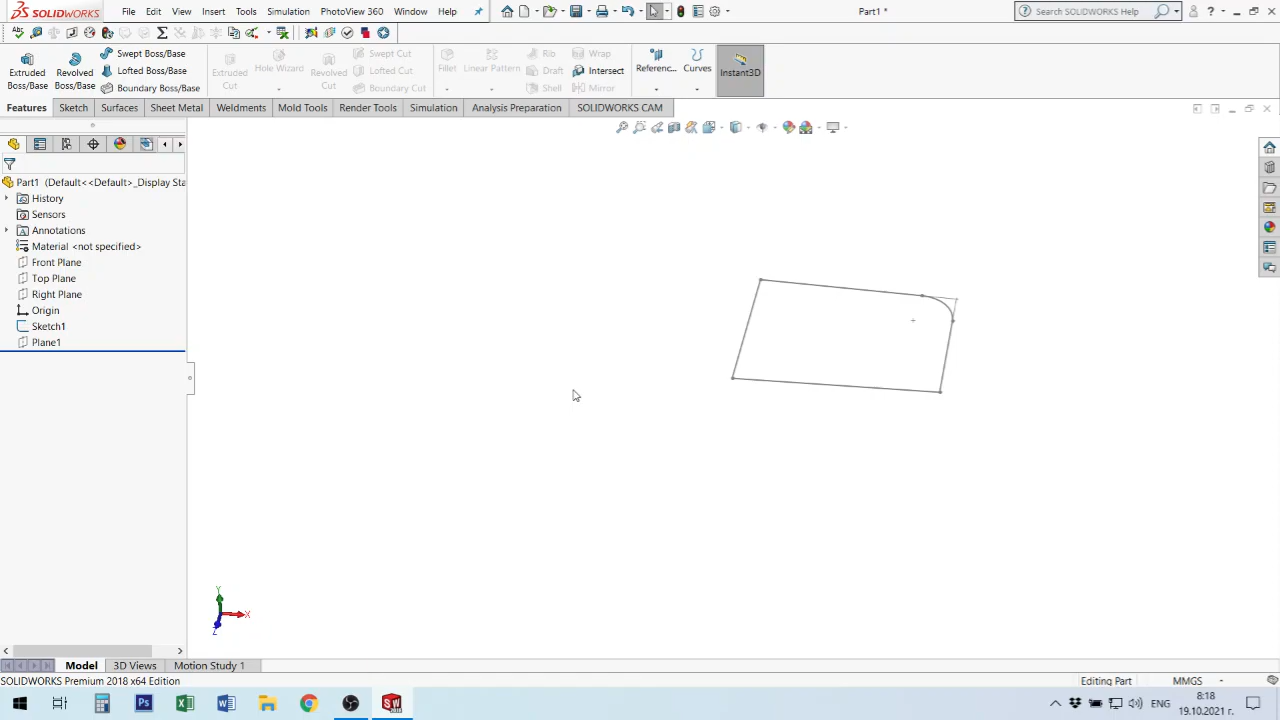 SOLIDWORKS File Edit View Insert Tools Simulation PhotoView 360 Window Help Part1 * Search SOLIDWORKS Help
Extruded Boss/Base
Revolved Boss/Base
Swept Boss/Base
Lofted Boss/Base
Boundary Boss/Base
Extruded Cut
Hole Wizard
Revolved Cut
Swept Cut
Lofted Cut
Boundary Cut
Fillet
Linear Pattern
Rib
Draft
Shell
Wrap
Intersect
Mirror
Referenc...
Curves
Instant3D
Features Sketch Surfaces Sheet Metal Weldments Mold Tools Render Tools Simulation Analysis Preparation SOLIDWORKS CAM
Part1 (Default<<Default>_Display Sta
History
Sensors
Annotations
Material <not specified>
Front Plane
Top Plane
Right Plane
Origin
Sketch1
Plane1
Y
X
Z
Model 3D Views Motion Study 1
SOLIDWORKS Premium 2018 x64 Edition Editing Part MMGS
ENG 8:18
19.10.2021 г.